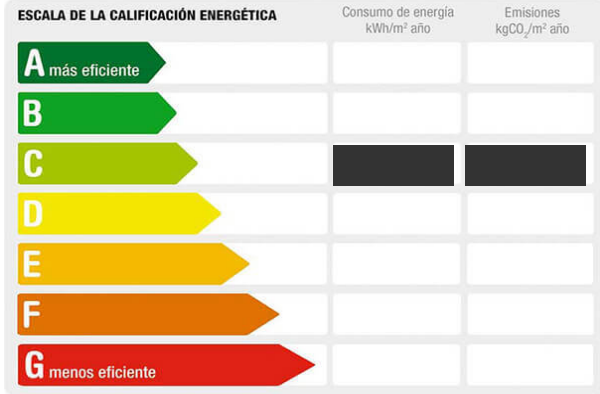 ESCALA DE LA CALIFICACIÓN ENERGÉTICA
Consumo de energía
kWh/m² año
Emisiones
kgCO₂/m² año
A más eficiente
B
C
D
E
F
G menos eficiente